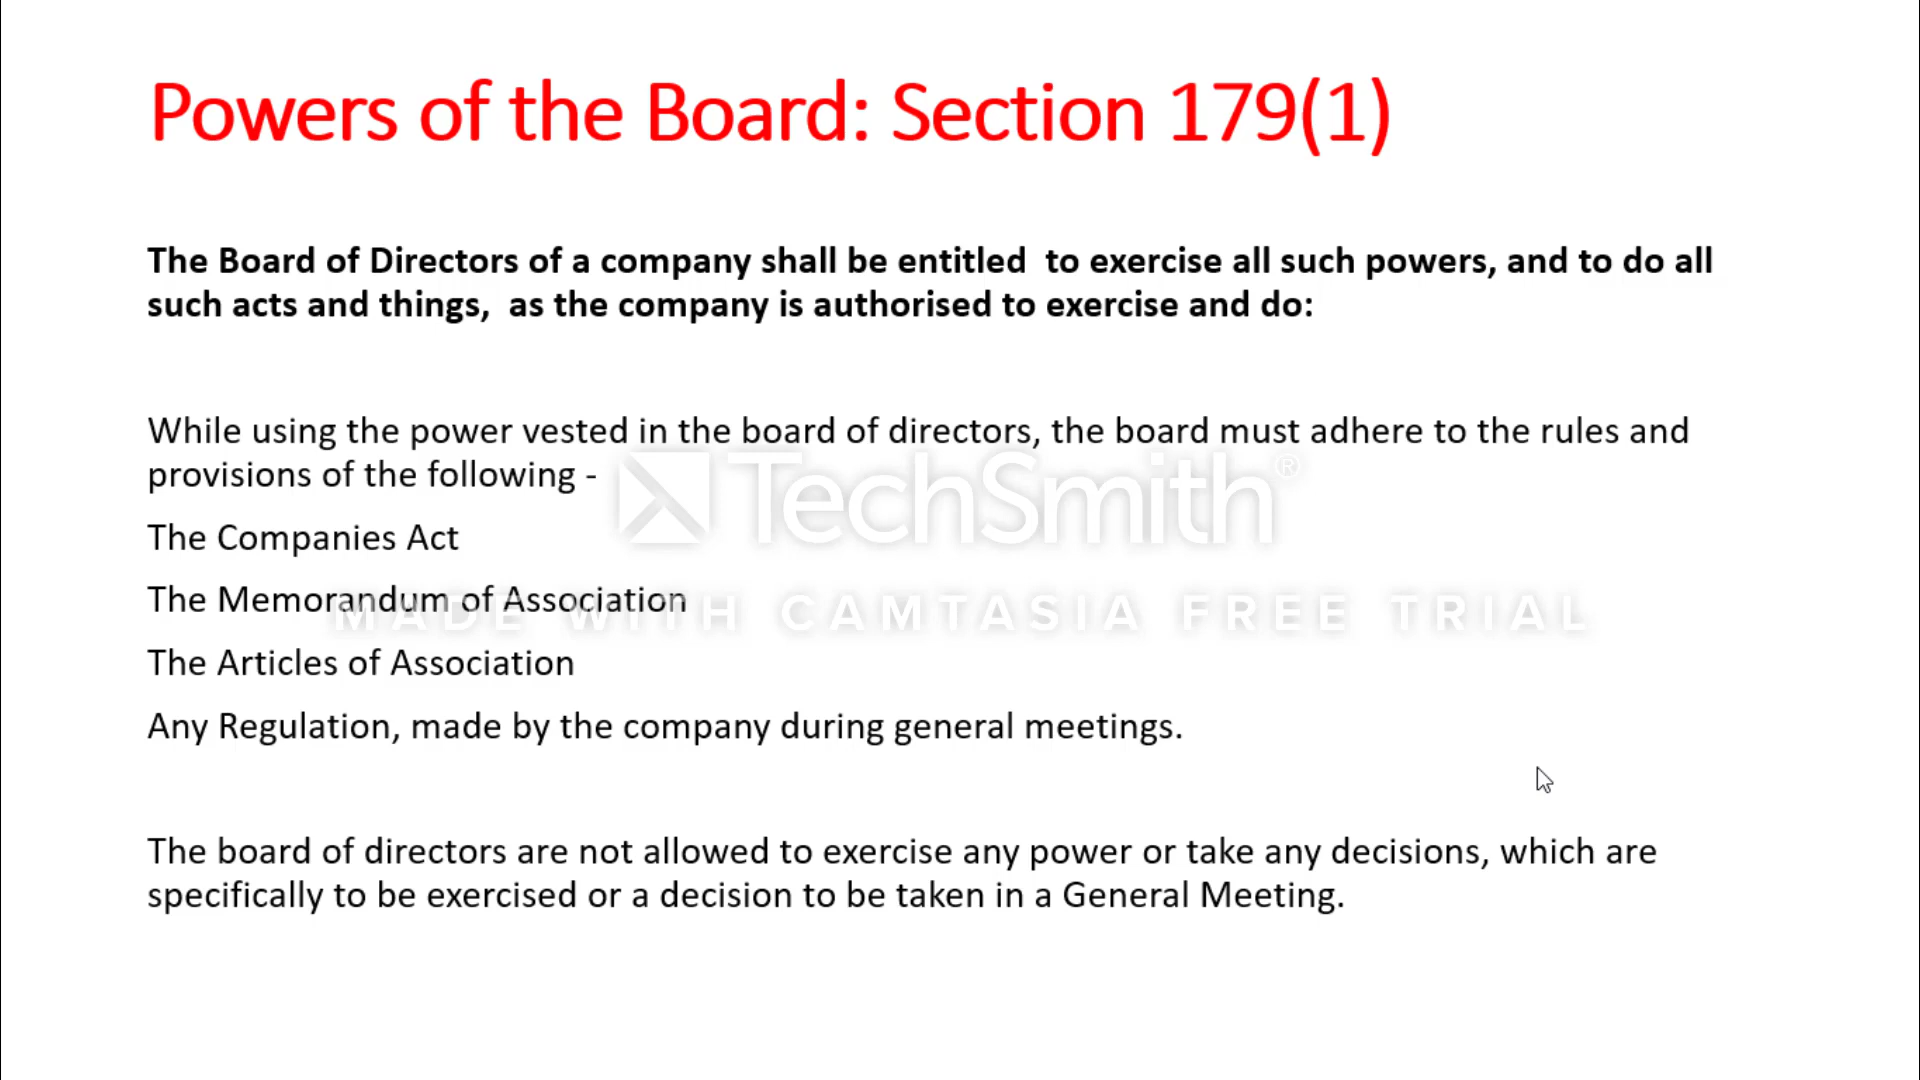 Powers of the Board: Section 179(1)
The Board of Directors of a company shall be entitled  to exercise all such powers, and to do all
such acts and things,  as the company is authorised to exercise and do:
While using the power vested in the board of directors, the board must adhere to the rules and
provisions of the following -
TechSmith®
The Companies Act
The Memorandum of Association
MADE WITH CAMTASIA FREE TRIAL
The Articles of Association
Any Regulation, made by the company during general meetings.
The board of directors are not allowed to exercise any power or take any decisions, which are
specifically to be exercised or a decision to be taken in a General Meeting.